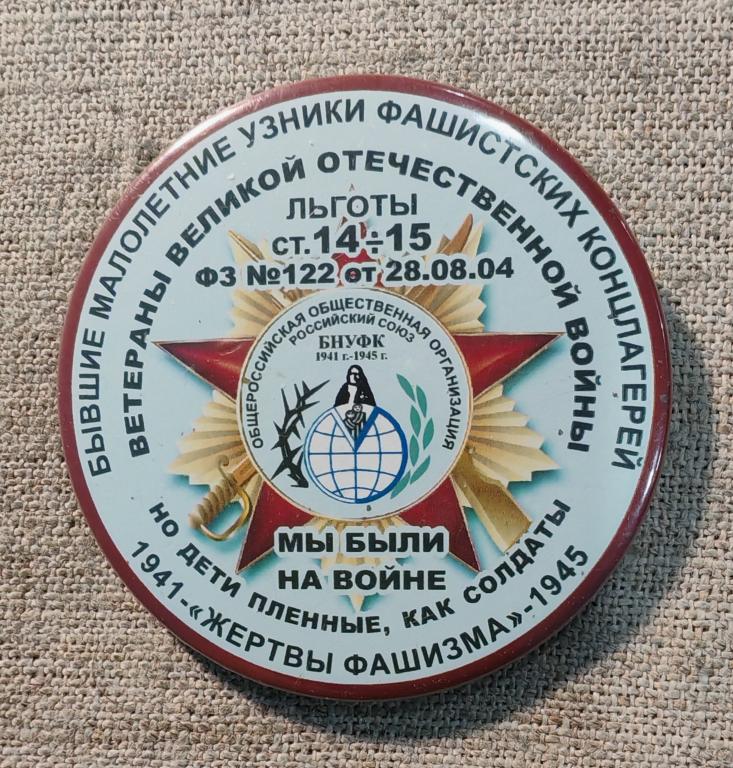 БЫВШИЕ МАЛОЛЕТНИЕ УЗНИКИ ФАШИСТСКИХ КОНЦЛАГЕРЕЙ
ВЕТЕРАНЫ ВЕЛИКОЙ ОТЕЧЕСТВЕННОЙ ВОЙНЫ
ЛЬГОТЫ
ст.14÷15
ФЗ №122 от 28.08.04
ОБЩЕРОССИЙСКАЯ ОБЩЕСТВЕННАЯ ОРГАНИЗАЦИЯ
РОССИЙСКИЙ СОЮЗ
БНУФК
1941 г.-1945 г.
МЫ БЫЛИ
НА ВОЙНЕ
НО ДЕТИ ПЛЕННЫЕ, КАК СОЛДАТЫ
1941-«ЖЕРТВЫ ФАШИЗМА»-1945